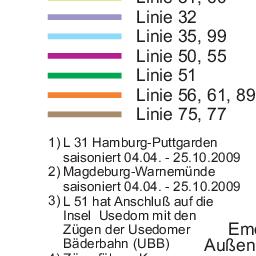 Linie 32
Linie 35, 99
Linie 50, 55
Linie 51
Linie 56, 61, 89
Linie 75, 77
1) L 31 Hamburg-Puttgarden
saisoniert 04.04. - 25.10.2009
2) Magdeburg-Warnemünde
saisoniert 04.04. - 25.10.2009
3) L 51 hat Anschluß auf die
Insel Usedom mit den
Zügen der Usedomer
Bäderbahn (UBB)
Em
Außen